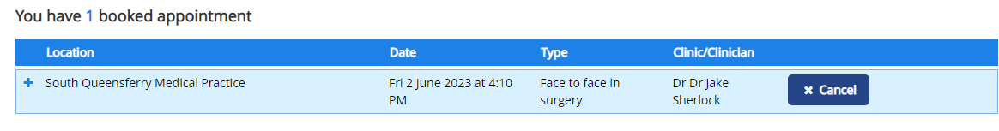 You have 1 booked appointment
Location Date Type Clinic/Clinician
South Queensferry Medical Practice Fri 2 June 2023 at 4:10 Face to face in Dr Dr Jake
PM surgery Sherlock
Cancel